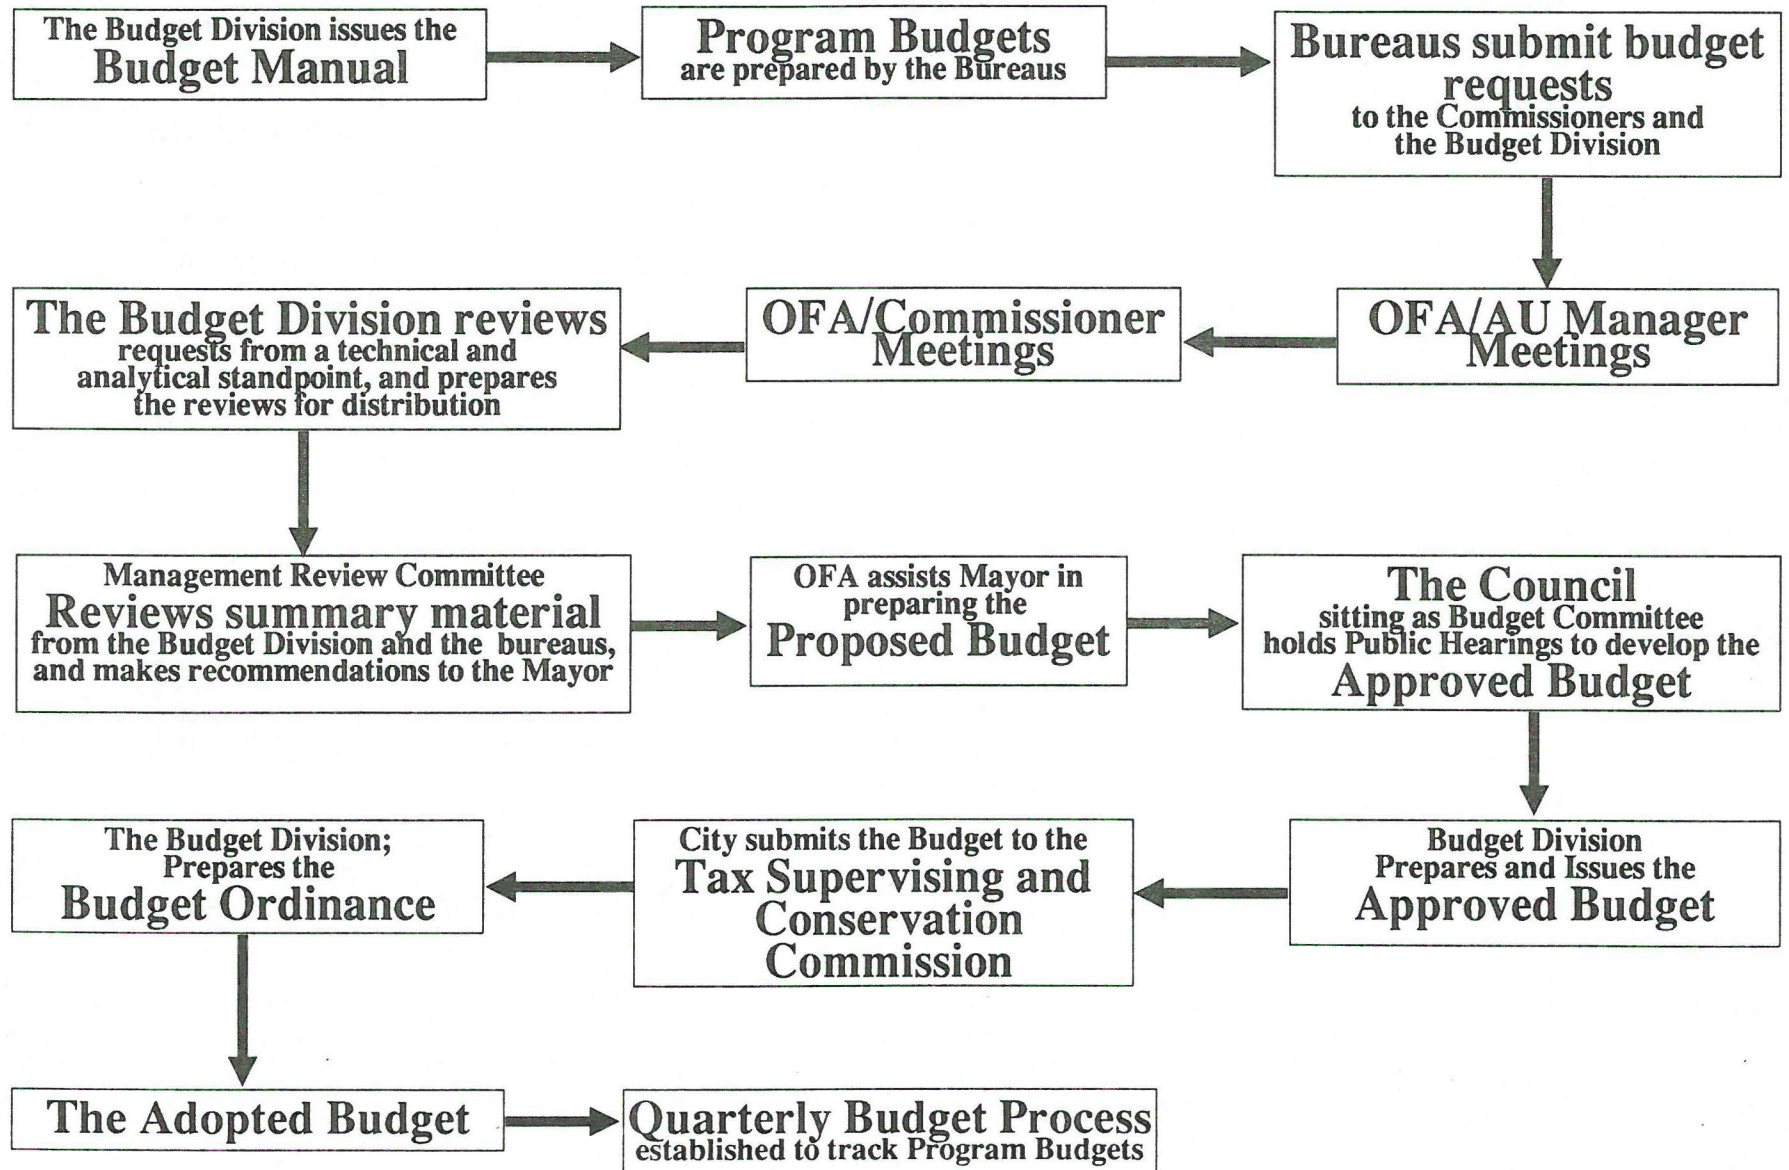 The Budget Division issues the
Budget Manual
Program Budgets
are prepared by the Bureaus
Bureaus submit budget
requests
to the Commissioners and
the Budget Division
OFA/AU Manager
Meetings
OFA/Commissioner
Meetings
The Budget Division reviews
requests from a technical and
analytical standpoint, and prepares
the reviews for distribution
Management Review Committee
Reviews summary material
from the Budget Division and the bureaus,
and makes recommendations to the Mayor
OFA assists Mayor in
preparing the
Proposed Budget
The Council
sitting as Budget Committee
holds Public Hearings to develop the
Approved Budget
Budget Division
Prepares and Issues the
Approved Budget
City submits the Budget to the
Tax Supervising and
Conservation
Commission
The Budget Division;
Prepares the
Budget Ordinance
The Adopted Budget
Quarterly Budget Process
established to track Program Budgets